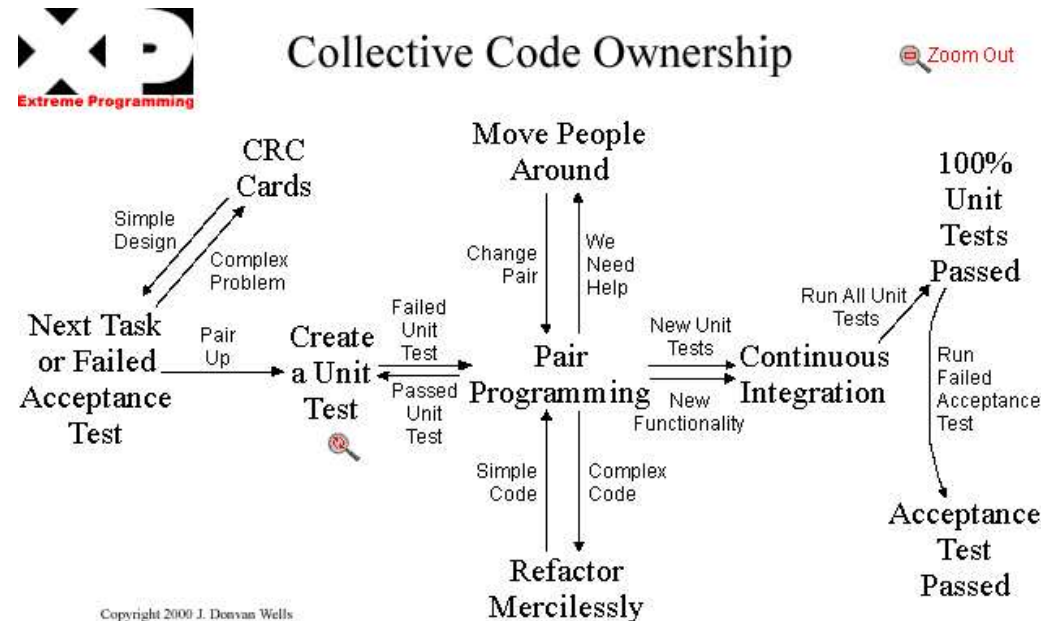 XP
Extreme Programming
Collective Code Ownership
Zoom Out
CRC
Cards
Simple
Design
Complex
Problem
Next Task
or Failed
Acceptance
Test
Pair
Up
Create
a Unit
Test
Failed
Unit
Test
Passed
Unit
Test
Move People
Around
Change
Pair
We
Need
Help
Pair
Programming
Simple
Code
Complex
Code
Refactor
Mercilessly
New Unit
Tests
New
Functionality
Continuous
Integration
Run All Unit
Tests
100%
Unit
Tests
Passed
Run
Failed
Acceptance
Test
Acceptance
Test
Passed
Copyright 2000 J. Donvan Wells